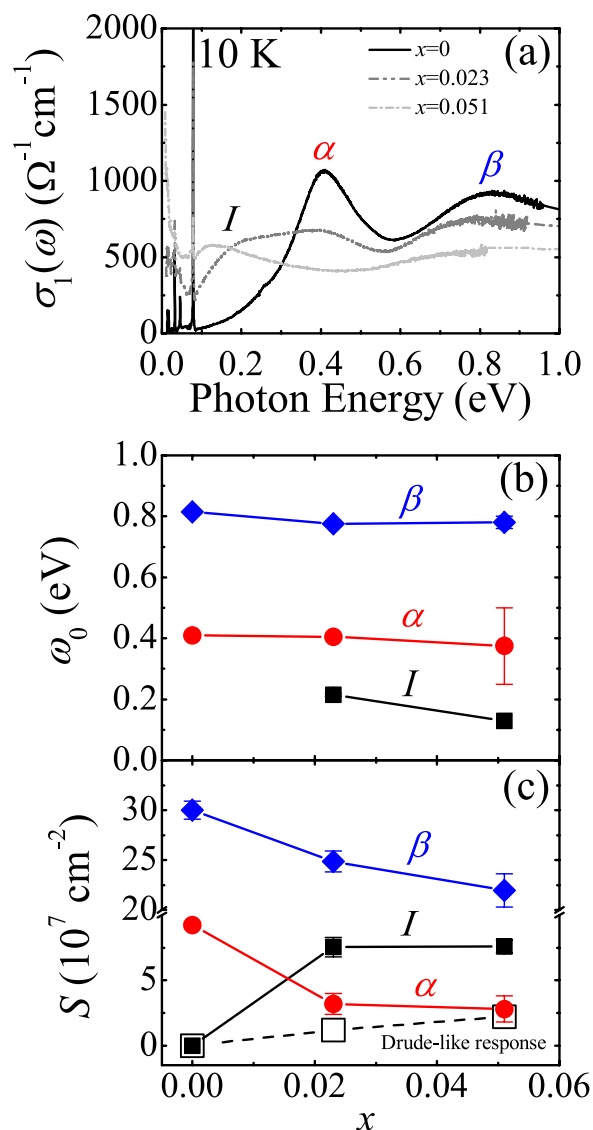 2000
1500
1000
500
0
σ₁(ω) (Ω⁻¹cm⁻¹)
10 K
(a)
x=0
x=0.023
x=0.051
I
α
β
0.0 0.2 0.4 0.6 0.8 1.0
Photon Energy (eV)
1.0
0.8
0.6
0.4
0.2
0.0
ω₀ (eV)
(b)
β
α
I
30
25
20
5
0
S (10⁷ cm⁻²)
(c)
β
I
α
Drude-like response
0.00 0.02 0.04 0.06
x